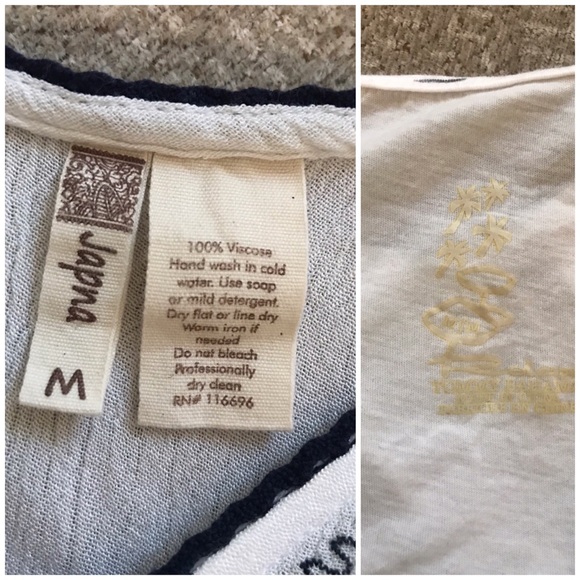 Japna
M
100% Viscose
Hand wash in cold
water. Use soap
or mild detergent.
Dry flat or line dry
Warm iron if
needed
Do not bleach
Professionally
dry clean
RN# 116696